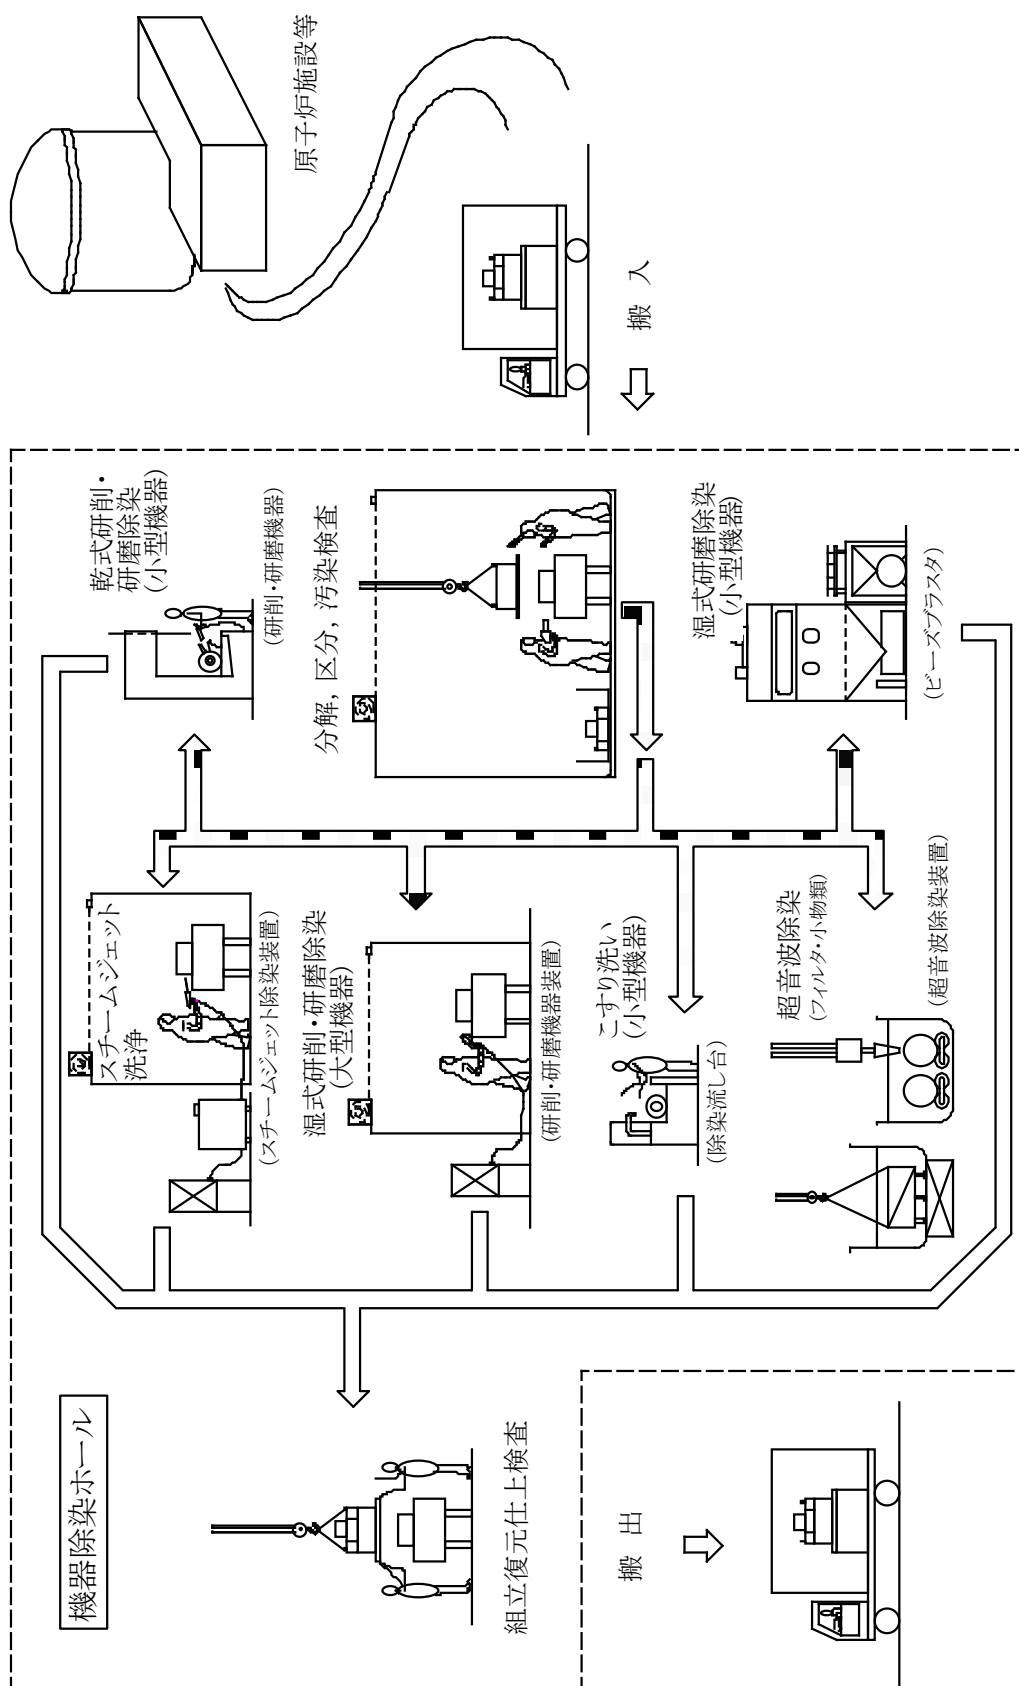 機器除染ホール
組立復元仕上検査
搬 出
スチームジェット
洗浄
(スチームジェット除染装置)
湿式研削・研磨除染
(大型機器)
(研削・研磨機器装置)
こすり洗い
(小型機器)
(除染流し台)
超音波除染
(フィルタ・小物類)
(超音波除染装置)
乾式研削・
研磨除染
(小型機器)
(研削・研磨機器)
分解, 区分, 汚染検査
湿式研磨除染
(小型機器)
(ビーズブラスタ)
搬 入
原子炉施設等